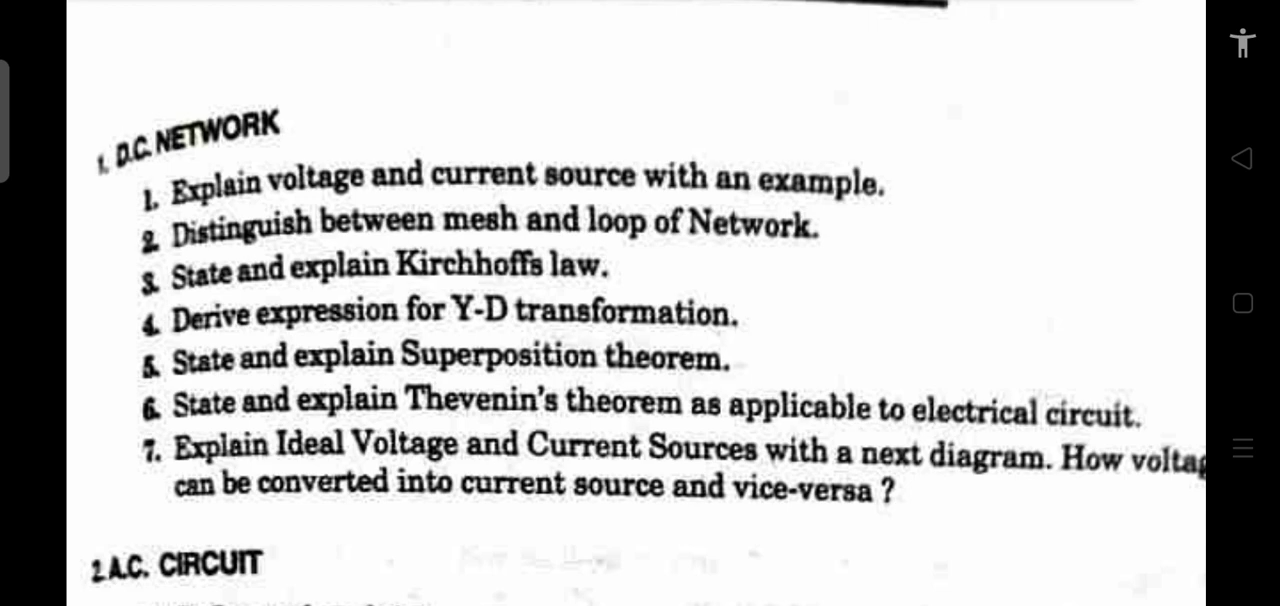 1. D.C. NETWORK
1. Explain voltage and current source with an example.
2. Distinguish between mesh and loop of Network.
3. State and explain Kirchhoffs law.
4. Derive expression for Y-D transformation.
5. State and explain Superposition theorem.
6. State and explain Thevenin's theorem as applicable to electrical circuit.
7. Explain Ideal Voltage and Current Sources with a next diagram. How voltag
can be converted into current source and vice-versa ?
2 A.C. CIRCUIT